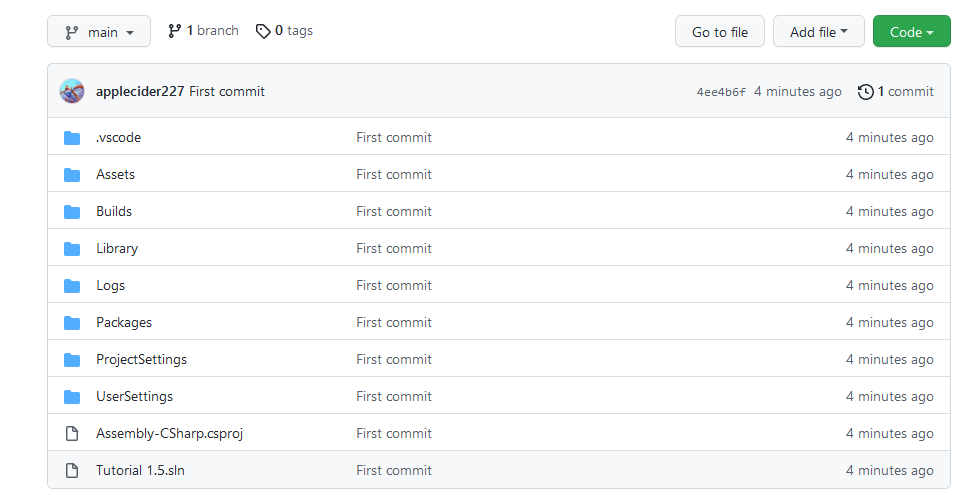 main 1 branch 0 tags Go to file Add file Code
applecider227 First commit 4ee4b6f 4 minutes ago 1 commit
.vscode First commit 4 minutes ago
Assets First commit 4 minutes ago
Builds First commit 4 minutes ago
Library First commit 4 minutes ago
Logs First commit 4 minutes ago
Packages First commit 4 minutes ago
ProjectSettings First commit 4 minutes ago
UserSettings First commit 4 minutes ago
Assembly-CSharp.csproj First commit 4 minutes ago
Tutorial 1.5.sln First commit 4 minutes ago